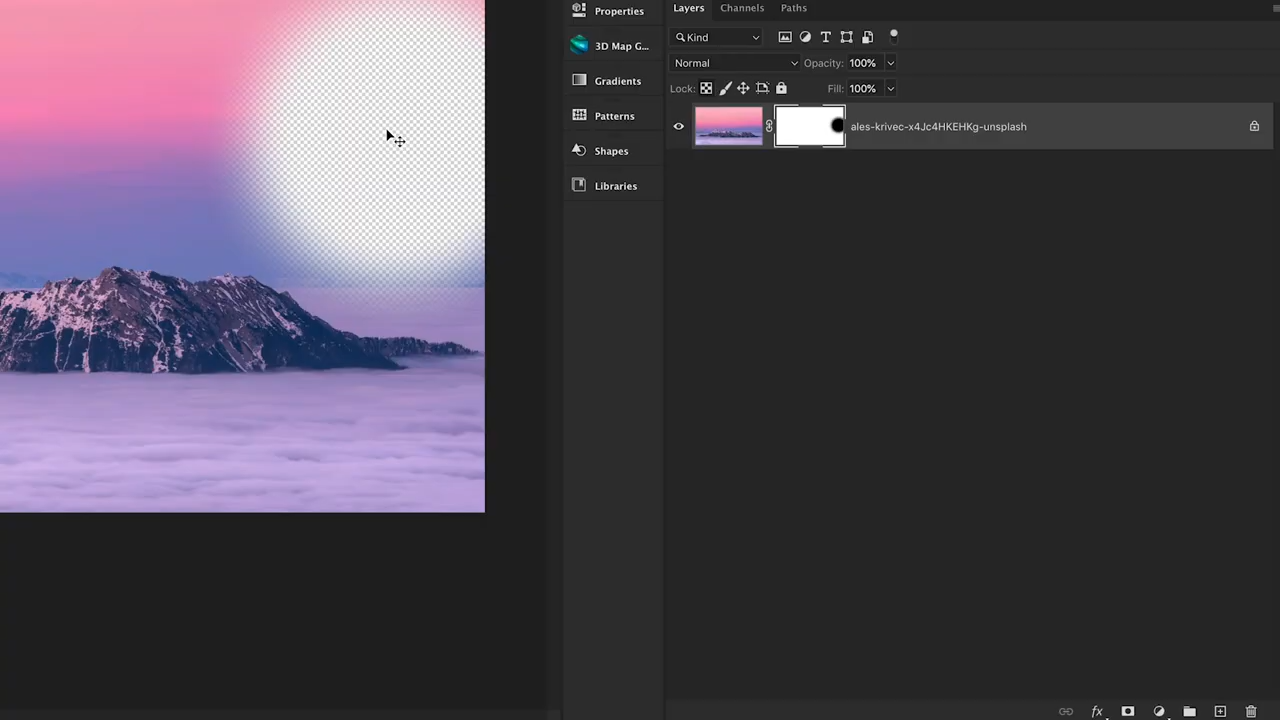 Properties
3D Map G...
Gradients
Patterns
Shapes
Libraries
Layers Channels Paths
Kind
Normal Opacity: 100%
Lock: Fill: 100%
ales-krivec-x4Jc4HKEHKg-unsplash
fx